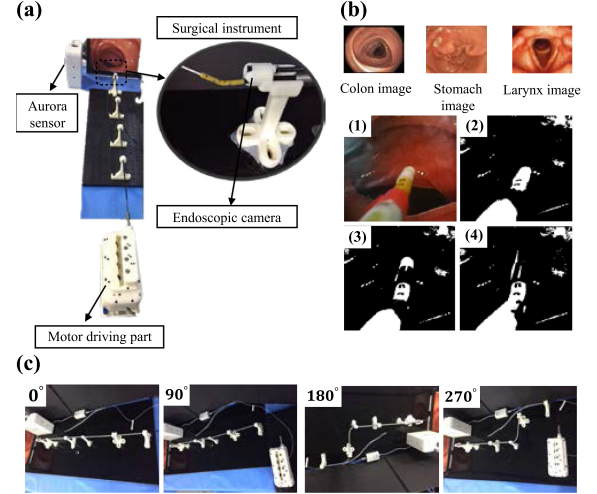 (a)
Surgical instrument
Aurora
sensor
Endoscopic camera
Motor driving part
(b)
Colon image
Stomach
image
Larynx image
(1)
(2)
(3)
(4)
(c)
0°
90°
180°
270°